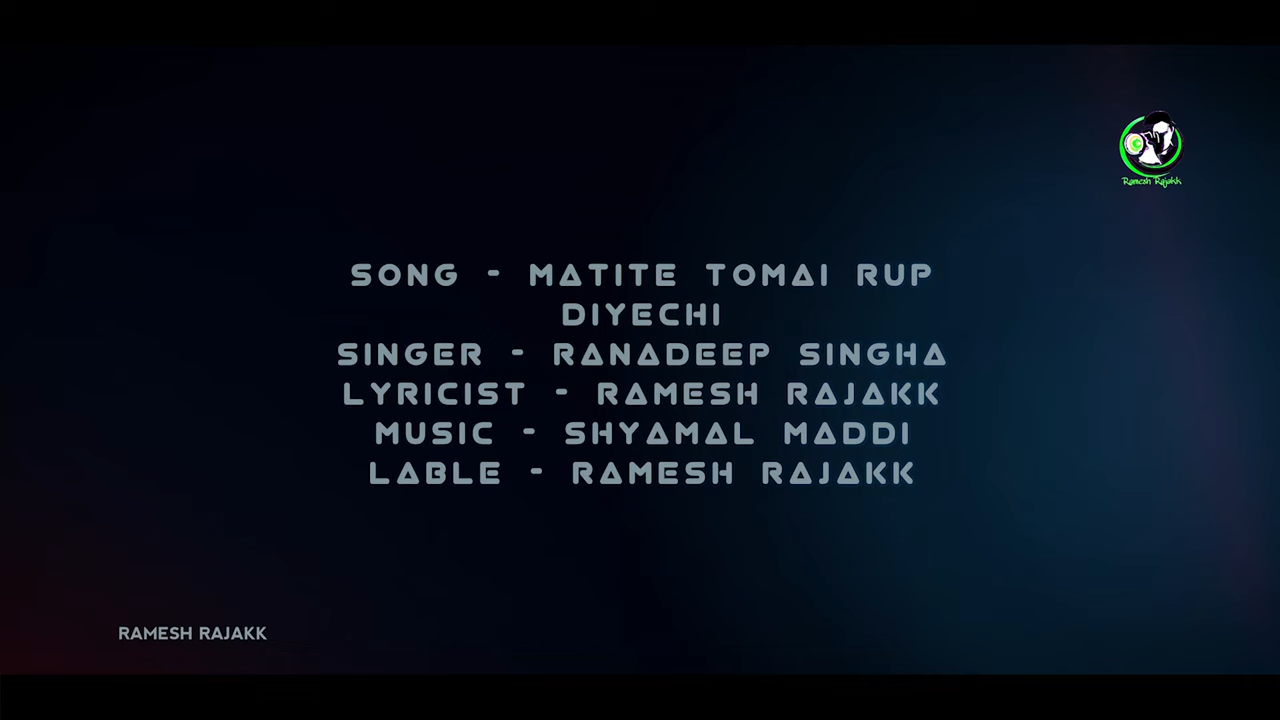 Ramesh Rajakk
SONG - MATITE TOMAI RUP
DIYECHI
SINGER - RANADEEP SINGHA
LYRICIST - RAMESH RAJAKK
MUSIC - SHYAMAL MADDI
LABLE - RAMESH RAJAKK
RAMESH RAJAKK